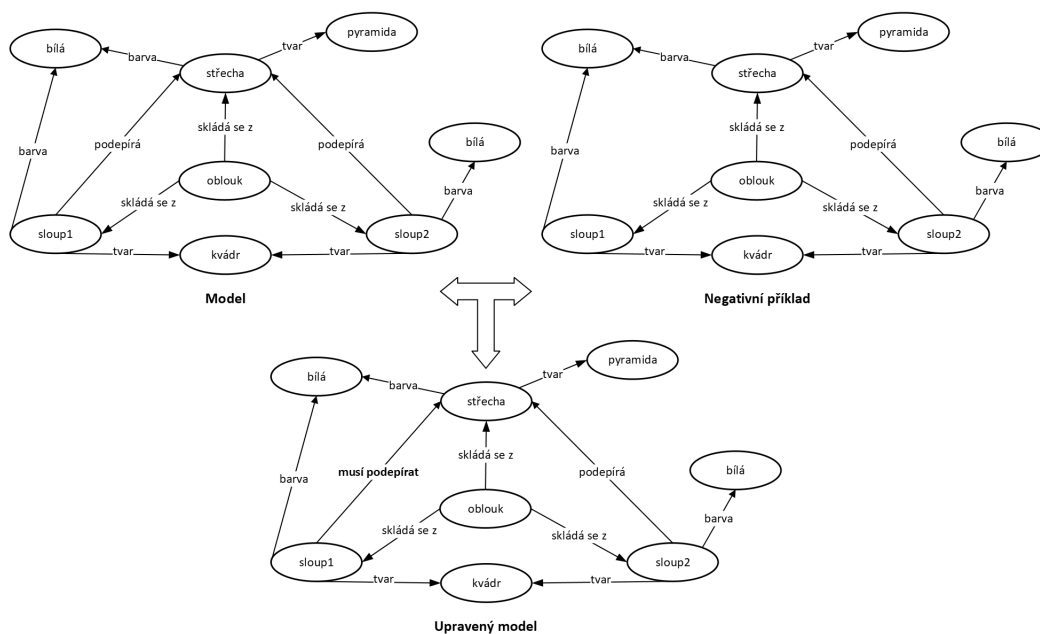 bílá
barva
střecha
tvar
pyramida
podepírá
skládá se z
podepírá
bílá
barva
oblouk
barva
skládá se z
skládá se z
sloup1
sloup2
tvar
kvádr
tvar
Model
bílá
barva
střecha
tvar
pyramida
skládá se z
podepírá
bílá
barva
oblouk
barva
skládá se z
skládá se z
sloup1
sloup2
tvar
kvádr
tvar
Negativní příklad
bílá
barva
střecha
tvar
pyramida
skládá se z
musí podepírat
podepírá
bílá
barva
oblouk
barva
skládá se z
skládá se z
sloup1
sloup2
tvar
kvádr
tvar
Upravený model